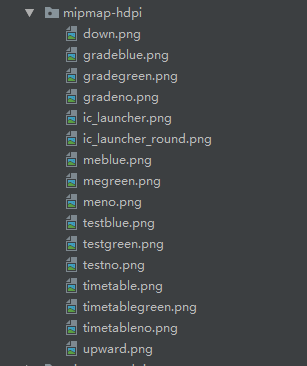 mipmap-hdpi
down.png
gradeblue.png
gradegreen.png
gradeno.png
ic_launcher.png
ic_launcher_round.png
meblue.png
megreen.png
meno.png
testblue.png
testgreen.png
testno.png
timetable.png
timetablegreen.png
timetableno.png
upward.png